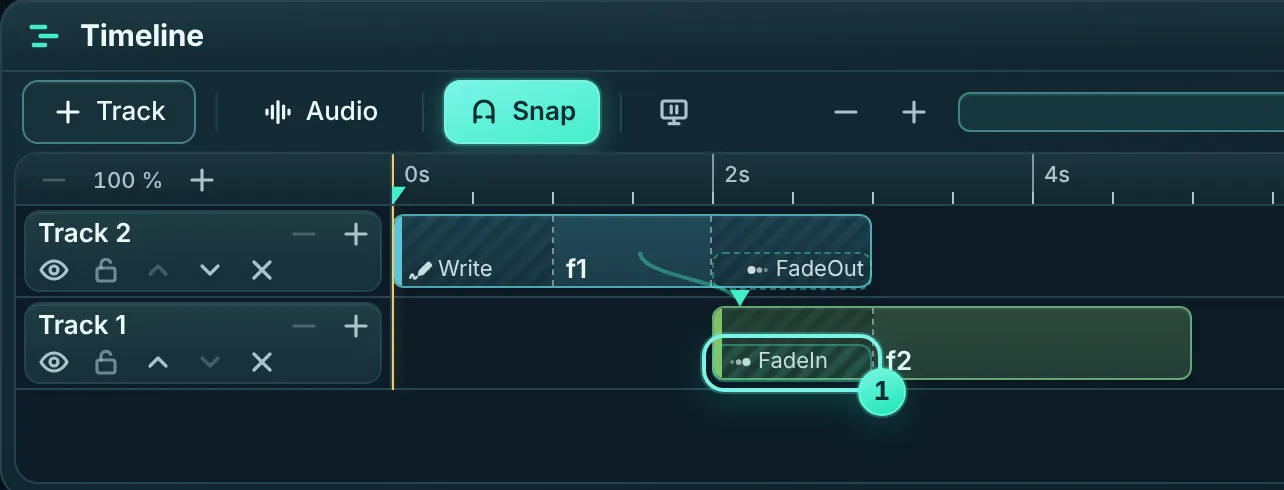 Timeline
Track Audio Snap
100 % 0s 2s 4s
Track 2
Write f1 FadeOut
Track 1
FadeIn f2
1